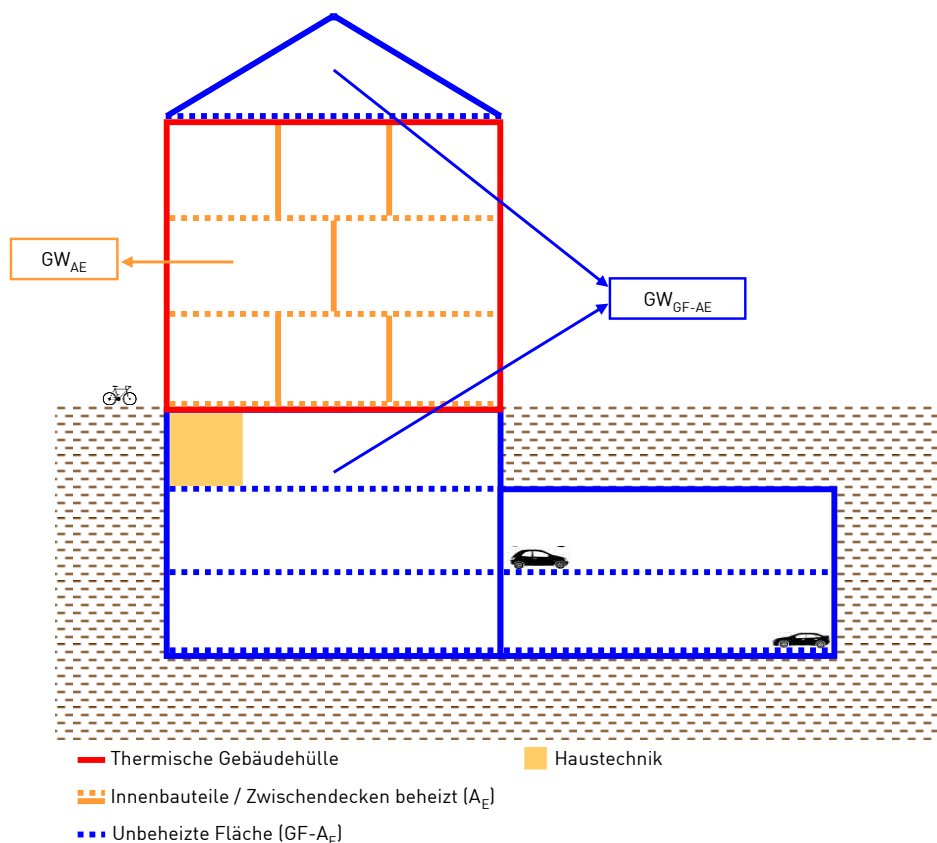 GW_AE
GW_GF-AE
Thermische Gebäudehülle
Haustechnik
Innenbauteile / Zwischendecken beheizt (A_E)
Unbeheizte Fläche (GF-A_E)